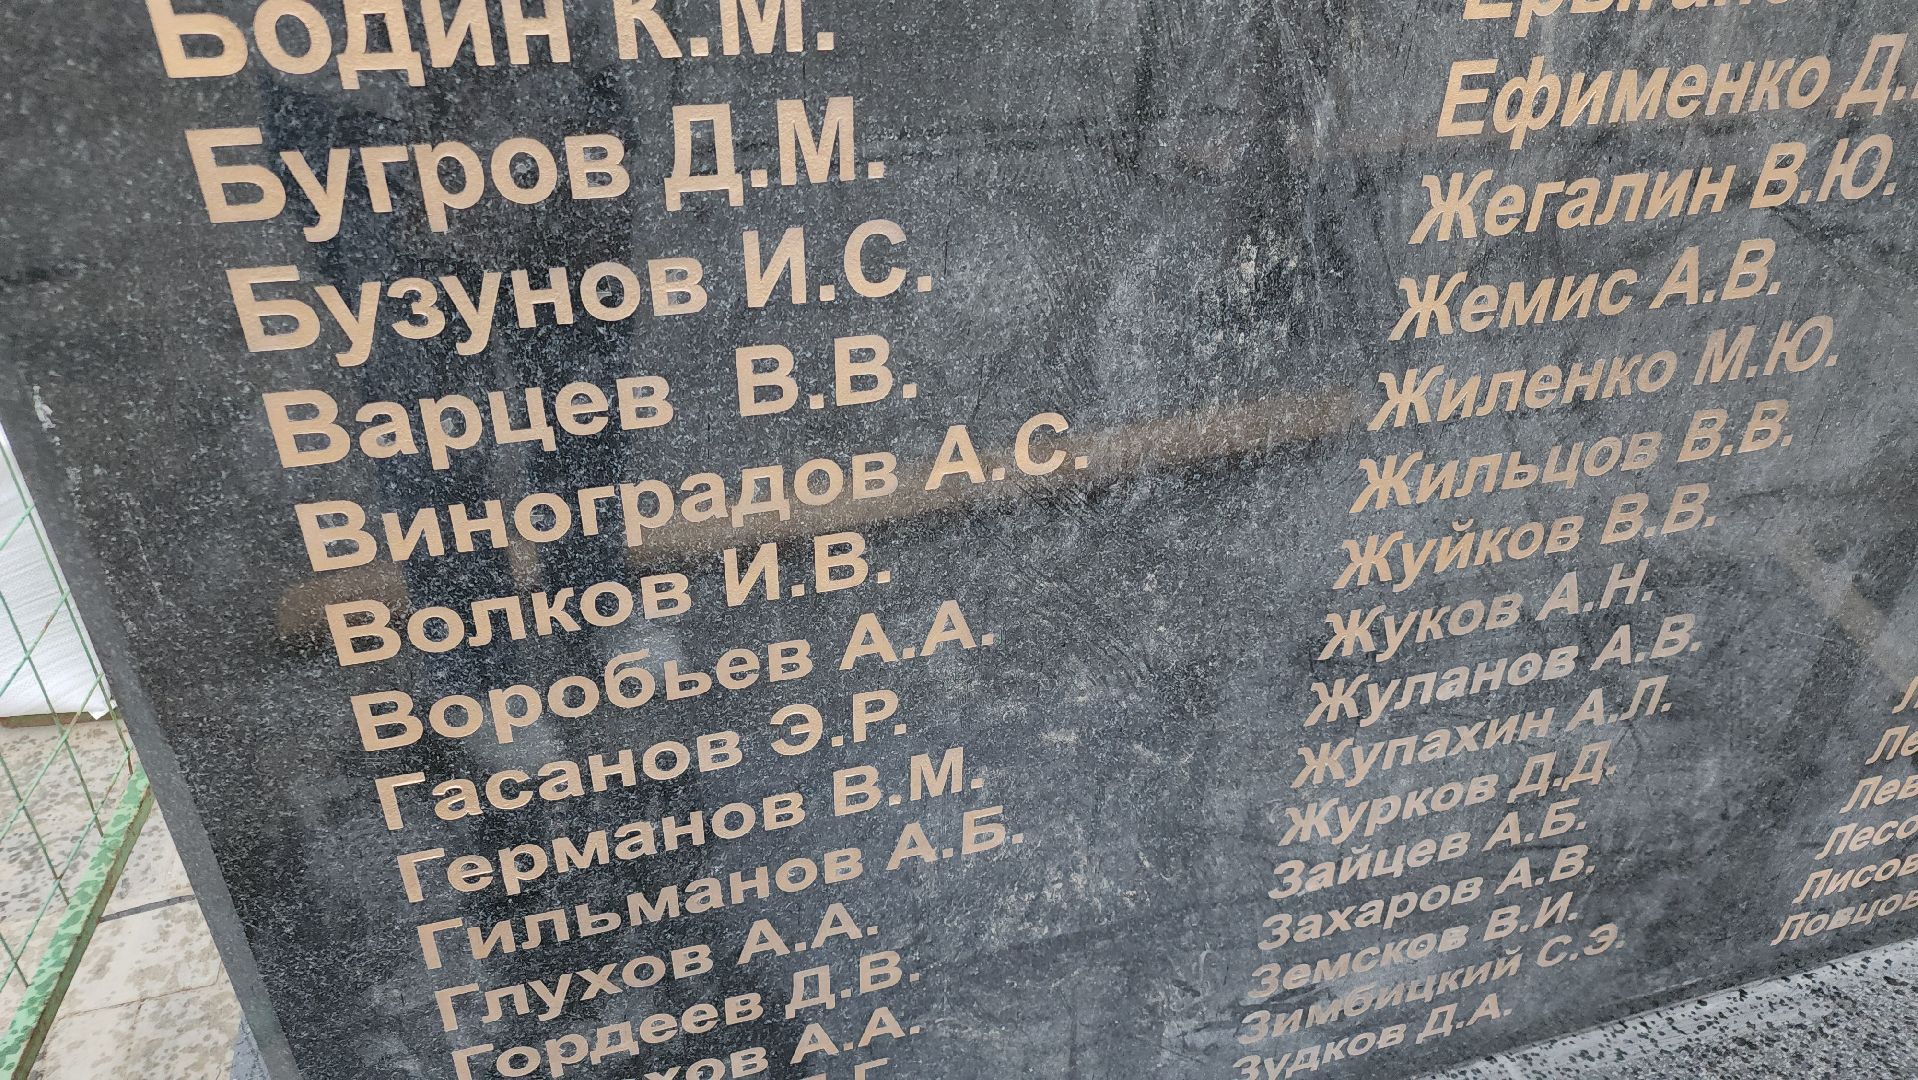 Бодин К.М.
Бугров Д.М.
Бузунов И.С.
Варцев В.В.
Виноградов А.С.
Волков И.В.
Воробьев А.А.
Гасанов Э.Р.
Германов В.М.
Гильманов А.Б.
Глухов А.А.
Гордеев Д.В.
А.А.
Ефименко
Жегалин В.Ю.
Жемис А.В.
Жиленко М.Ю.
Жильцов В.В.
Жуйков В.В.
Жуков А.Н.
Жуланов А.В.
Жупахин А.Л.
Журков Д.Д.
Зайцев А.Б.
Захаров А.В.
Земсков В.И.
Зимбицкий С.Э.
Зудков Д.А.